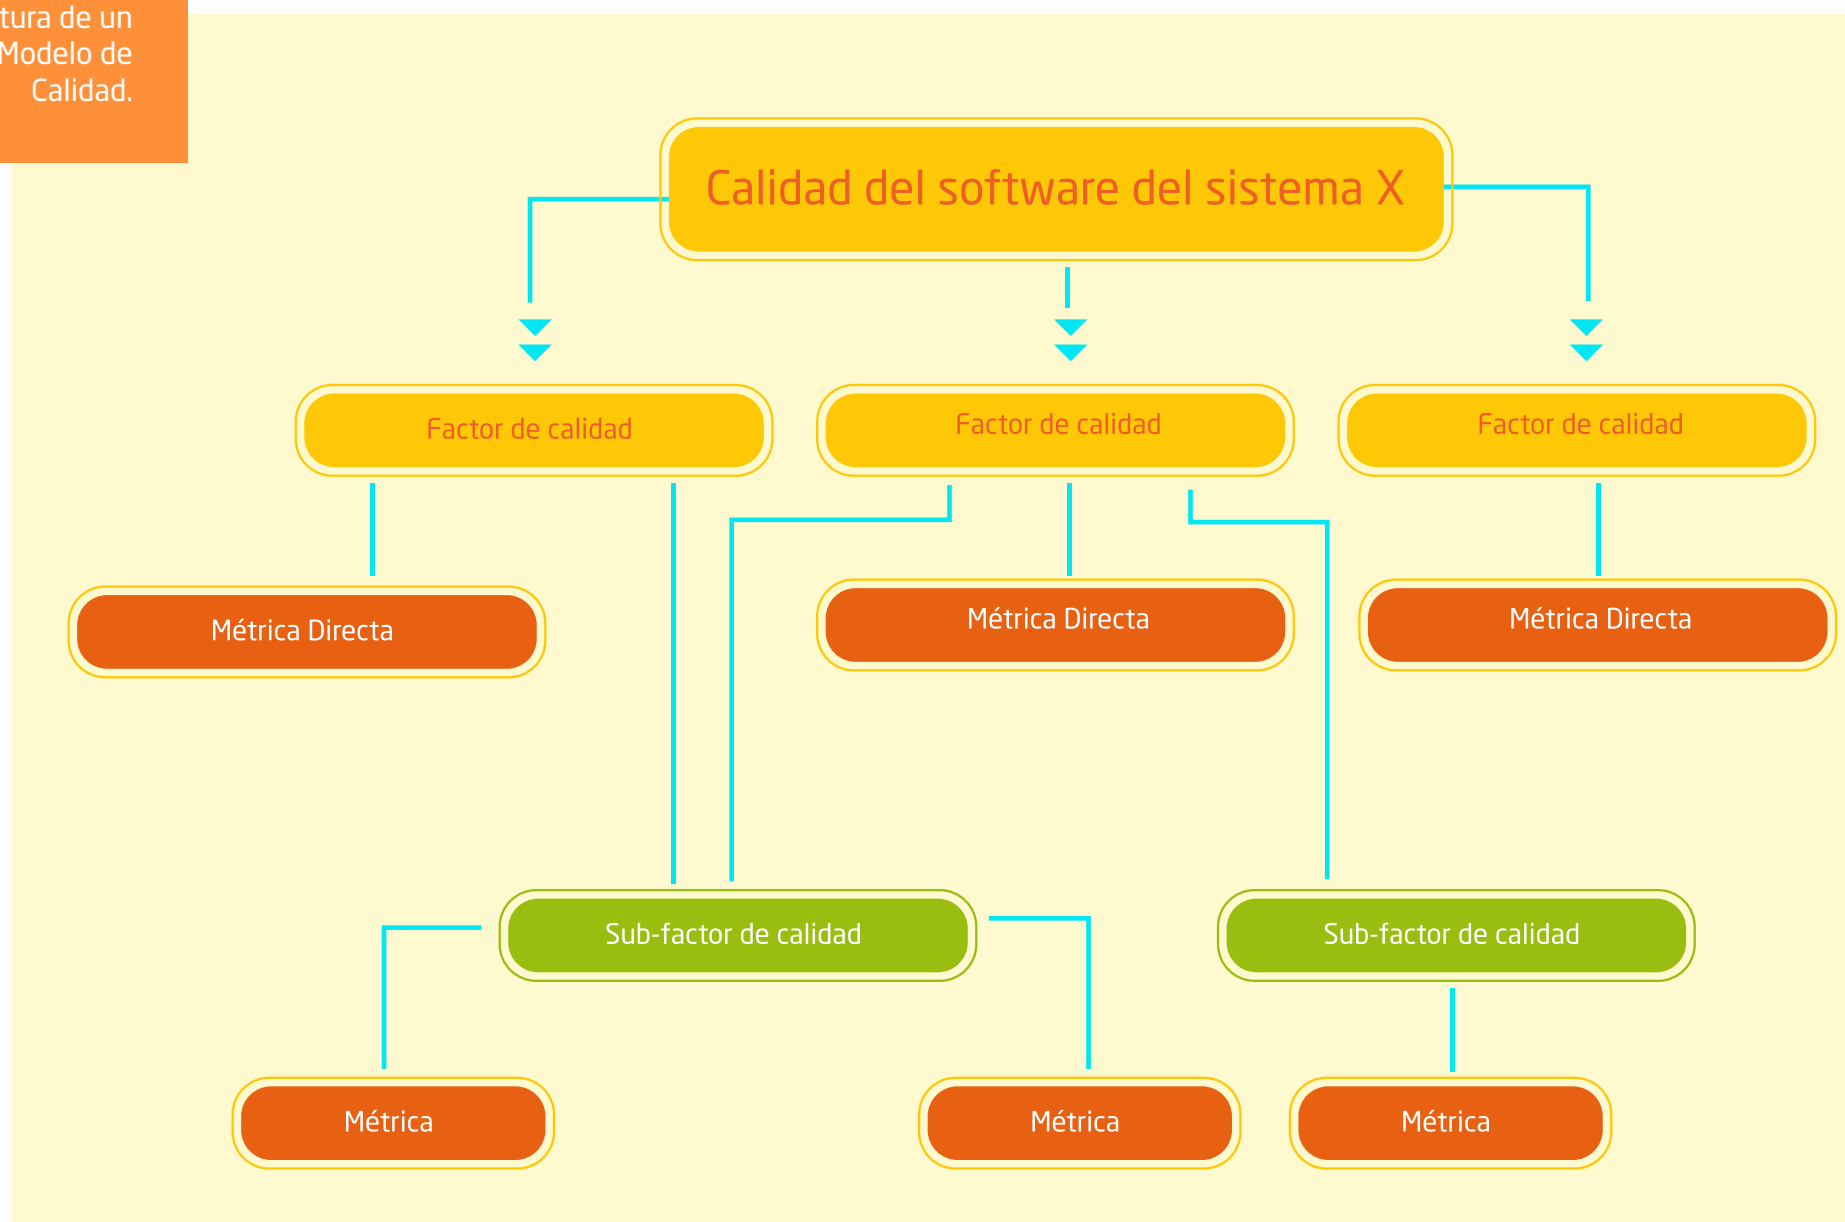 tura de un
Modelo de
Calidad.
Calidad del software del sistema X
Factor de calidad
Factor de calidad
Factor de calidad
Métrica Directa
Métrica Directa
Métrica Directa
Sub-factor de calidad
Sub-factor de calidad
Métrica
Métrica
Métrica